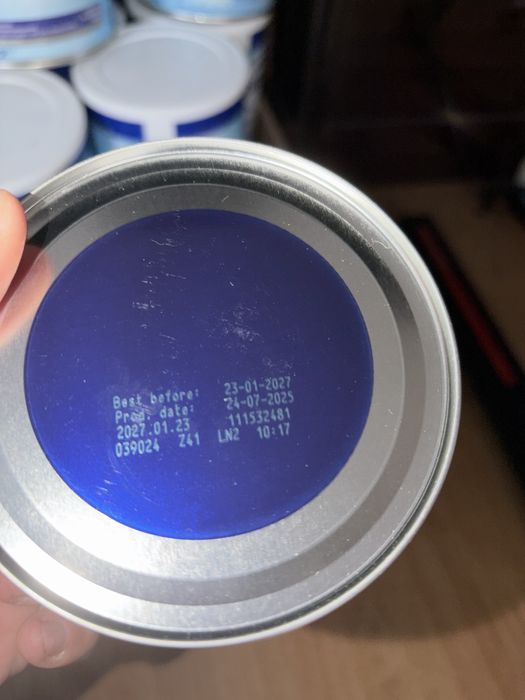 Best before: 23-01-2027
Prod. date: 24-07-2025
2027.01.23 111532481
039024 Z41 LN2 10:17